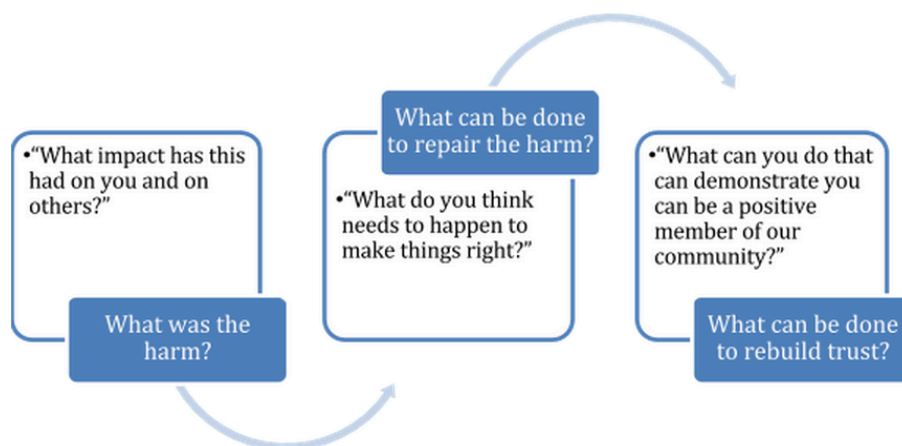 •“What impact has this
had on you and on
others?”
What was the
harm?
What can be done
to repair the harm?
•“What do you think
needs to happen to
make things right?”
•“What can you do that
can demonstrate you
can be a positive
member of our
community?”
What can be done
to rebuild trust?